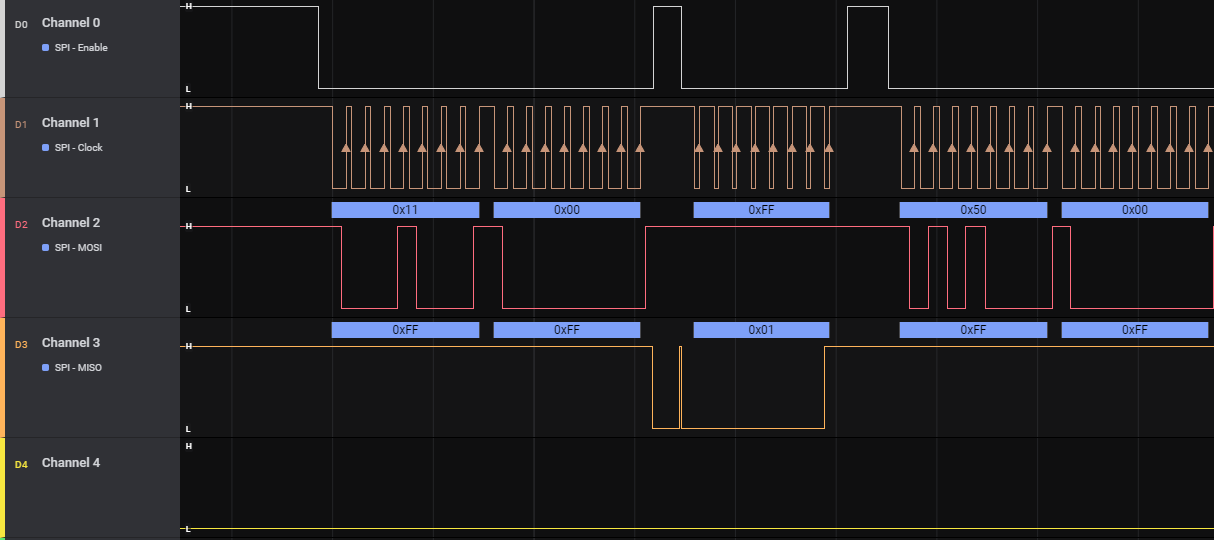 D0 Channel 0
SPI - Enable
H
L
D1 Channel 1
SPI - Clock
H
L
D2 Channel 2
SPI - MOSI
H
L
0x11 0x00 0xFF 0x50 0x00
D3 Channel 3
SPI - MISO
H
L
0xFF 0xFF 0x01 0xFF 0xFF
D4 Channel 4
H
L